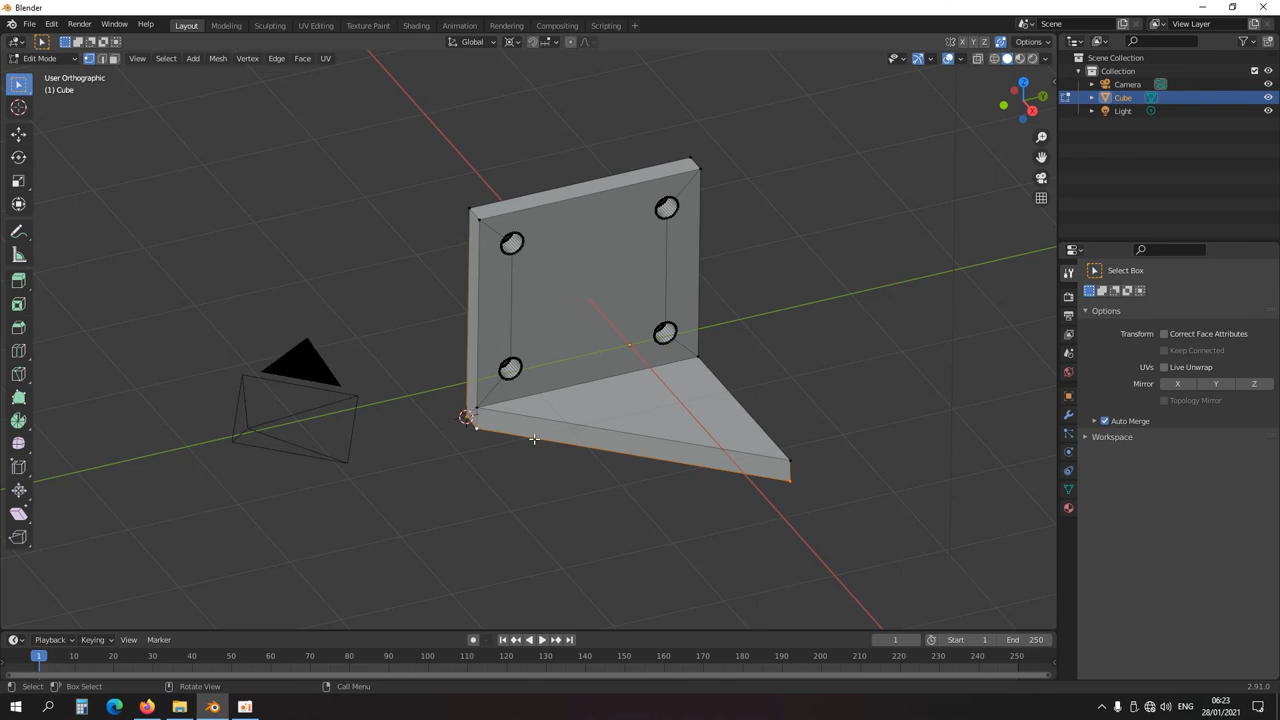 Blender
File Edit Render Window Help Layout Modeling Sculpting UV Editing Texture Paint Shading Animation Rendering Compositing Scripting + Scene View Layer
Global X Y Z Options
Edit Mode View Select Add Mesh Vertex Edge Face UV
User Orthographic
(1) Cube
Z
Y
X
Scene Collection
Collection
Camera
Cube
Light
Select Box
Options
Transform Correct Face Attributes
Keep Connected
UVs Live Unwrap
Mirror X Y Z
Topology Mirror
Auto Merge
Workspace
Playback Keying View Marker 1 Start 1 End 250
1 10 20 30 40 50 60 70 80 90 100 110 120 130 140 150 160 170 180 190 200 210 220 230 240 250
Select Box Select Rotate View Call Menu 2.91.0
ENG 06:23
28/01/2021